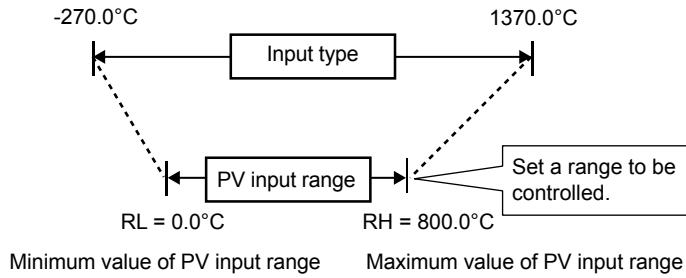 -270.0°C 1370.0°C
Input type
PV input range
Set a range to be
controlled.
RL = 0.0°C RH = 800.0°C
Minimum value of PV input range Maximum value of PV input range